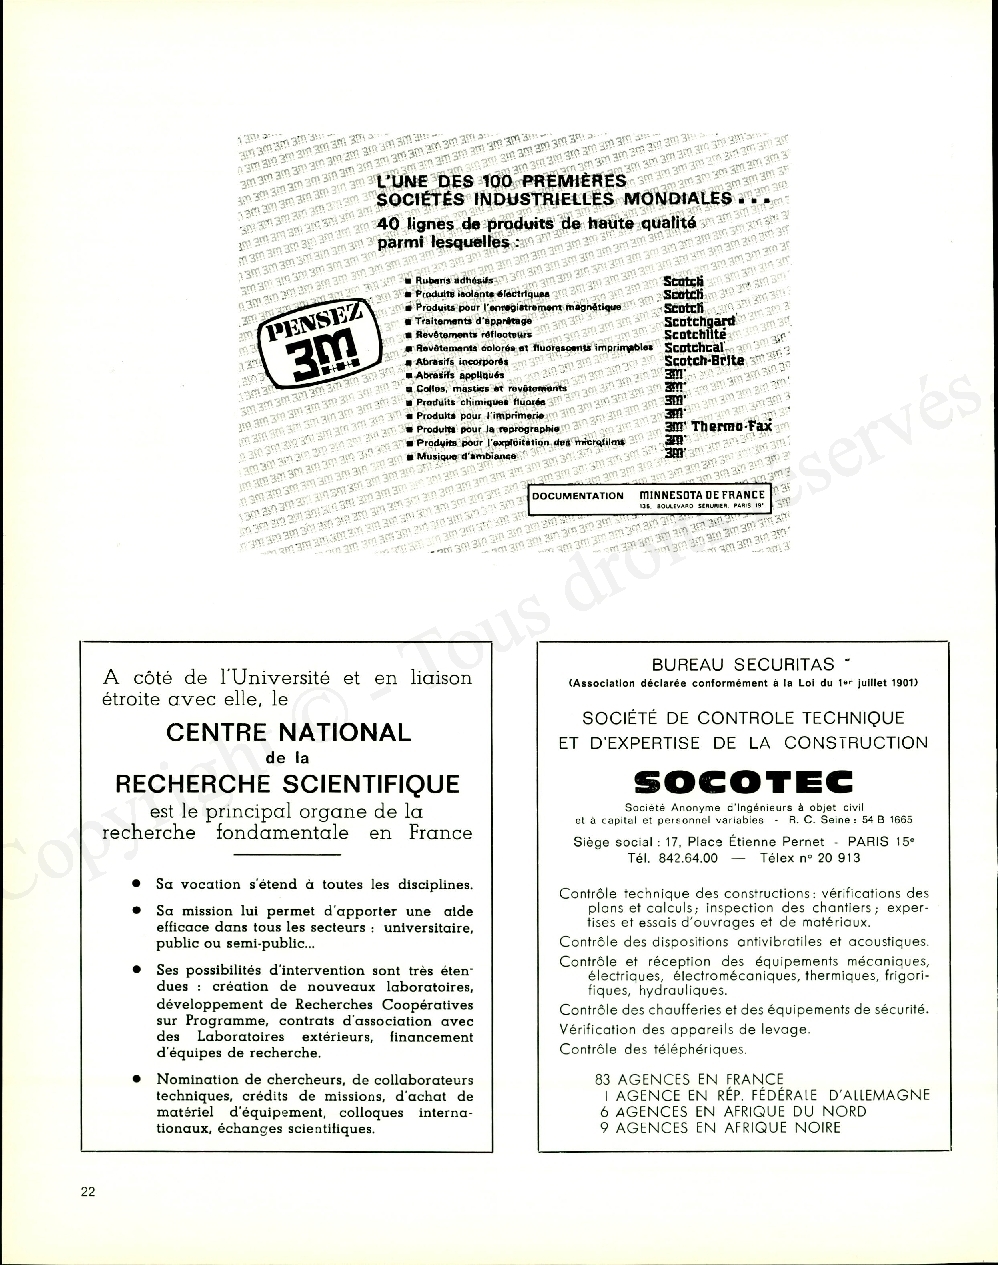 L'UNE DES 100 PREMIÈRES
SOCIÉTÉS INDUSTRIELLES MONDIALES...
40 lignes de produits de haute qualité
parmi lesquelles :
PENSEZ
3M
■ Rubans adhésifs Scotch
■ Produits isolants électriques Scotch
■ Produits pour l'enregistrement magnétique Scotch
■ Traitements d'apprêtage Scotchgard
■ Revêtements réflecteurs Scotchlite
■ Revêtements colorés et fluorescents imprimables Scotchcal
■ Abrasifs incorporés Scotch-Brite
■ Abrasifs appliqués 3M
■ Colles, mastics et revêtements 3M
■ Produits chimiques fluorés 3M
■ Produits pour l'imprimerie 3M
■ Produits pour la reprographie 3M Thermo-Fax
■ Produits pour l'exploitation des microfilms 3M
■ Musique d'ambiance 3M
DOCUMENTATION MINNESOTA DE FRANCE
135, BOULEVARD SÉRURIER, PARIS 19e
A côté de l'Université et en liaison
étroite avec elle, le
CENTRE NATIONAL
de la
RECHERCHE SCIENTIFIQUE
est le principal organe de la
recherche fondamentale en France
● Sa vocation s'étend à toutes les disciplines.
● Sa mission lui permet d'apporter une aide
efficace dans tous les secteurs : universitaire,
public ou semi-public...
● Ses possibilités d'intervention sont très éten-
dues : création de nouveaux laboratoires,
développement de Recherches Coopératives
sur Programme, contrats d'association avec
des Laboratoires extérieurs, financement
d'équipes de recherche.
● Nomination de chercheurs, de collaborateurs
techniques, crédits de missions, d'achat de
matériel d'équipement, colloques interna-
tionaux, échanges scientifiques.
BUREAU SECURITAS
(Association déclarée conformément à la Loi du 1er juillet 1901)
SOCIÉTÉ DE CONTROLE TECHNIQUE
ET D'EXPERTISE DE LA CONSTRUCTION
SOCOTEC
Société Anonyme d'Ingénieurs à objet civil
et à capital et personnel variables - R. C. Seine : 54 B 1665
Siège social : 17, Place Étienne Pernet - PARIS 15e
Tél. 842.64.00 — Télex n° 20 913
Contrôle technique des constructions : vérifications des
plans et calculs ; inspection des chantiers ; exper-
tises et essais d'ouvrages et de matériaux.
Contrôle des dispositions antivibratiles et acoustiques.
Contrôle et réception des équipements mécaniques,
électriques, électromécaniques, thermiques, frigori-
fiques, hydrauliques.
Contrôle des chaufferies et des équipements de sécurité.
Vérification des appareils de levage.
Contrôle des téléphériques.
83 AGENCES EN FRANCE
1 AGENCE EN RÉP. FÉDÉRALE D'ALLEMAGNE
6 AGENCES EN AFRIQUE DU NORD
9 AGENCES EN AFRIQUE NOIRE
22
Copyright © - Tous droits réservés.